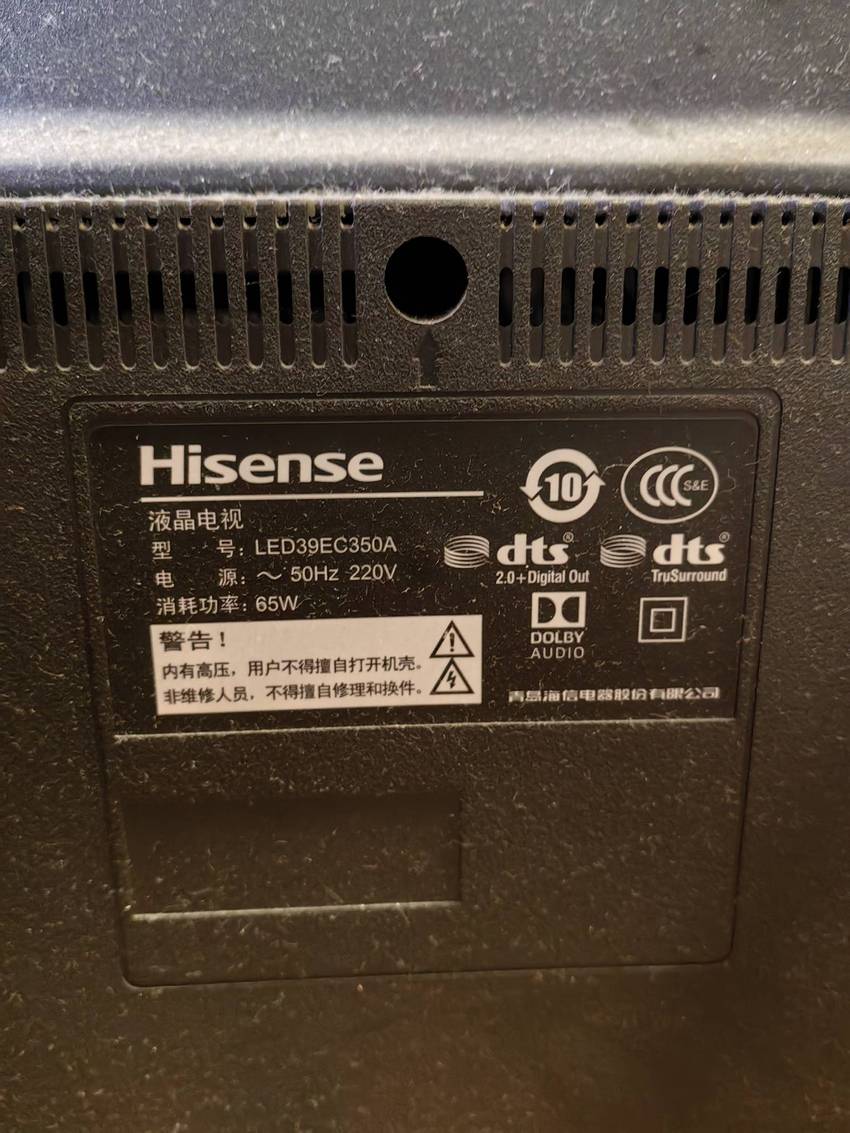 Hisense
液晶电视
型 号：LED39EC350A
电 源：～ 50Hz 220V
消耗功率：65W
警告！
内有高压，用户不得擅自打开机壳。
非维修人员，不得擅自修理和换件。
10
CCC S&E
dts®
2.0+Digital Out
dts®
TruSurround
DOLBY
AUDIO
青岛海信电器股份有限公司